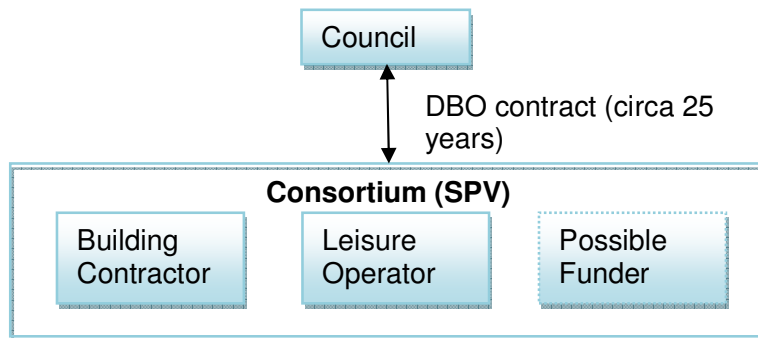 Council
DBO contract (circa 25
years)
Consortium (SPV)
Building
Contractor
Leisure
Operator
Possible
Funder